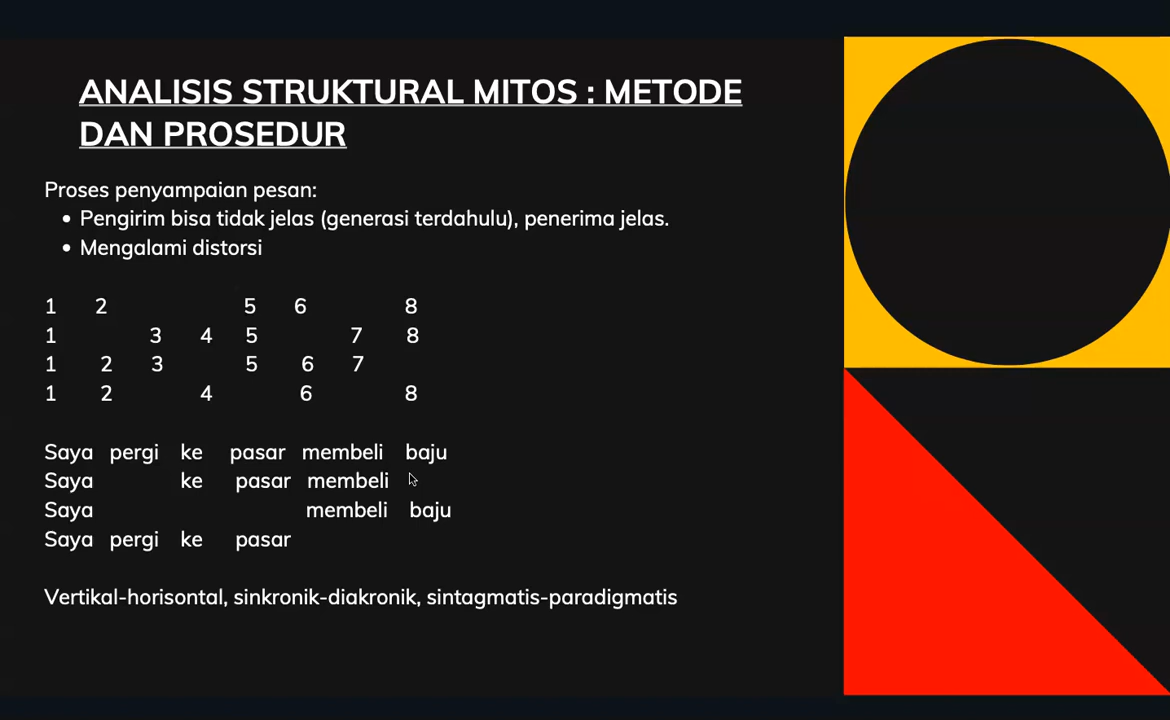 ANALISIS STRUKTURAL MITOS : METODE
DAN PROSEDUR
Proses penyampaian pesan:
• Pengirim bisa tidak jelas (generasi terdahulu), penerima jelas.
• Mengalami distorsi
1 2 5 6 8
1 3 4 5 7 8
1 2 3 5 6 7
1 2 4 6 8
Saya pergi ke pasar membeli baju
Saya ke pasar membeli
Saya membeli baju
Saya pergi ke pasar
Vertikal-horisontal, sinkronik-diakronik, sintagmatis-paradigmatis